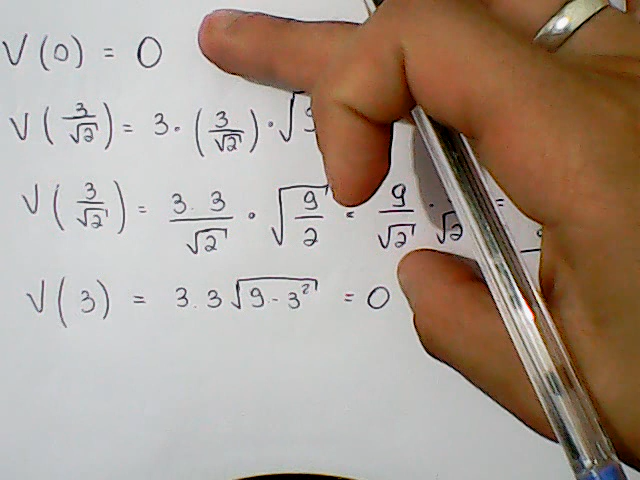 V(0) = 0
V(3/√2) = 3·(3/√2)·√
V(3/√2) = 3.3/√2 · √9/2 = 9/√2 · √2 =
V(3) = 3.3√9-3² = 0